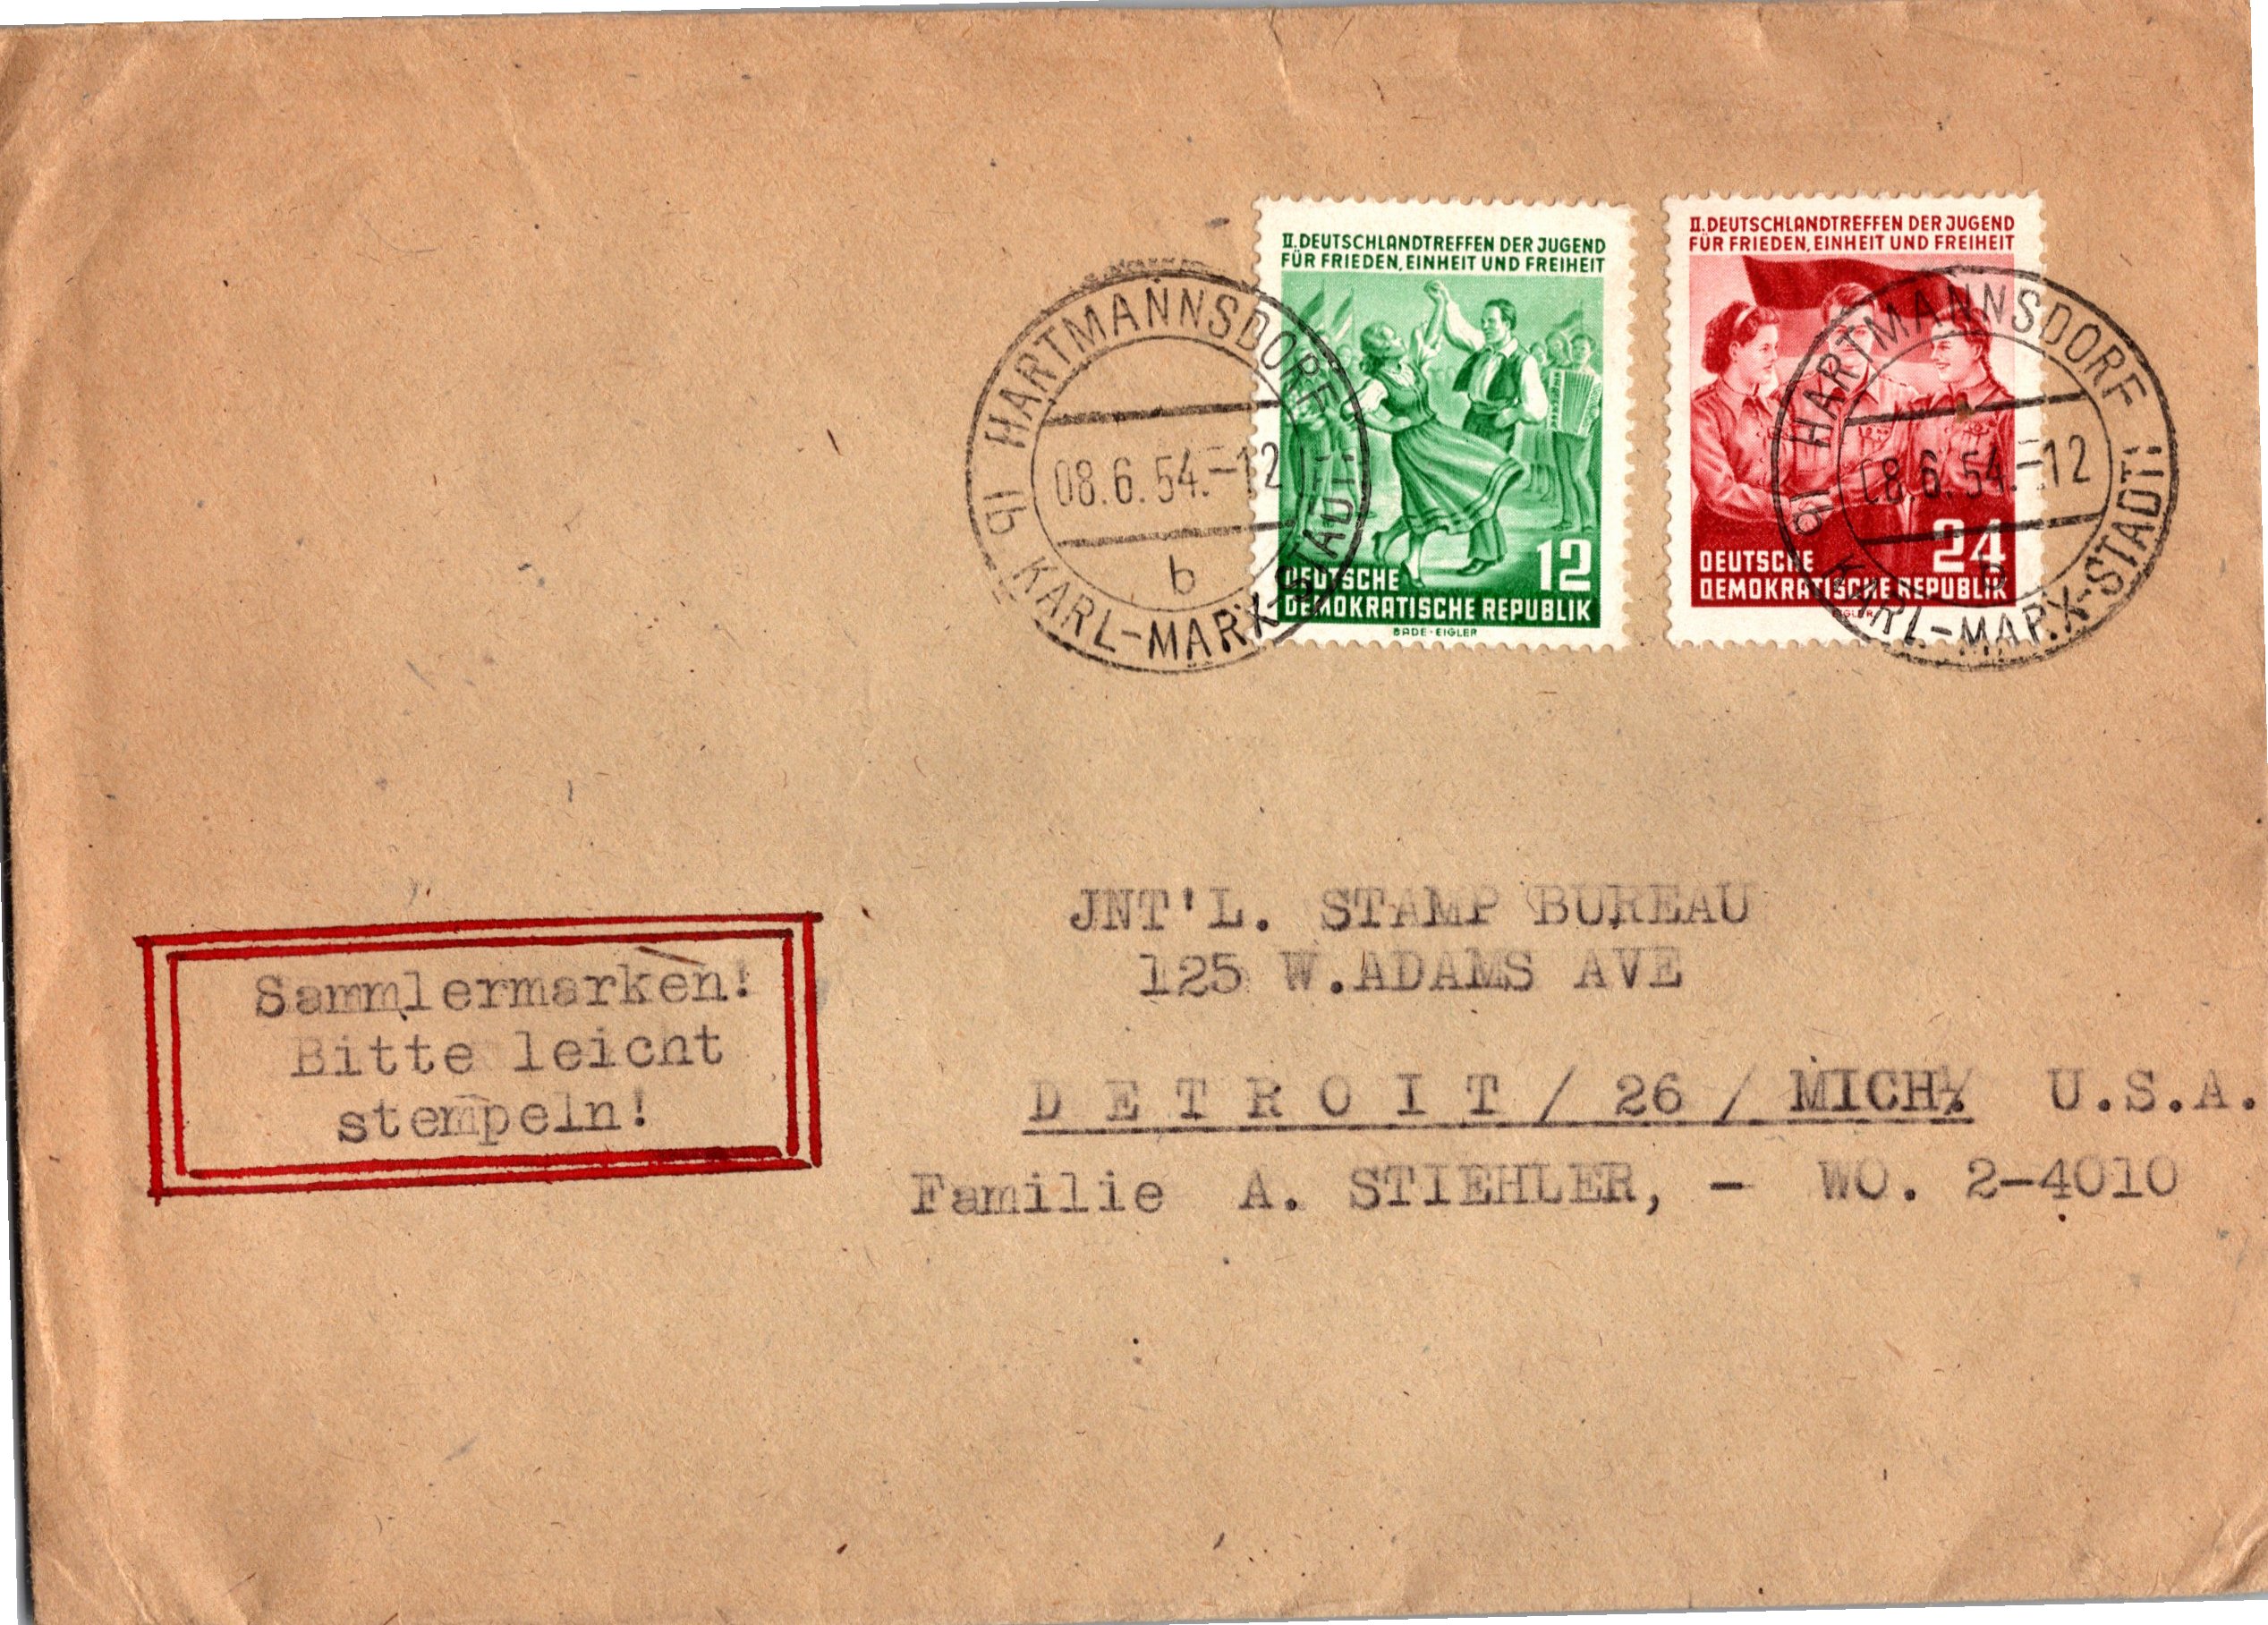 II. DEUTSCHLANDTREFFEN DER JUGEND
FÜR FRIEDEN, EINHEIT UND FREIHEIT
12
DEUTSCHE
DEMOKRATISCHE REPUBLIK
BADE-EIGLER
II. DEUTSCHLANDTREFFEN DER JUGEND
FÜR FRIEDEN, EINHEIT UND FREIHEIT
24
DEUTSCHE
DEMOKRATISCHE REPUBLIK
EIGLER
HARTMANNSDORF
08.6.54.-12
b
KARL-MARX-STADT
HARTMANNSDORF
08.6.54.-12
b
KARL-MARX-STADT
Sammlermarken!
Bitte leicht
stempeln!
JNT'L. STAMP BUREAU
125 W.ADAMS AVE
D E T R O I T / 26 / MICH. U.S.A.
Familie A. STIEHLER, - WO. 2-4010